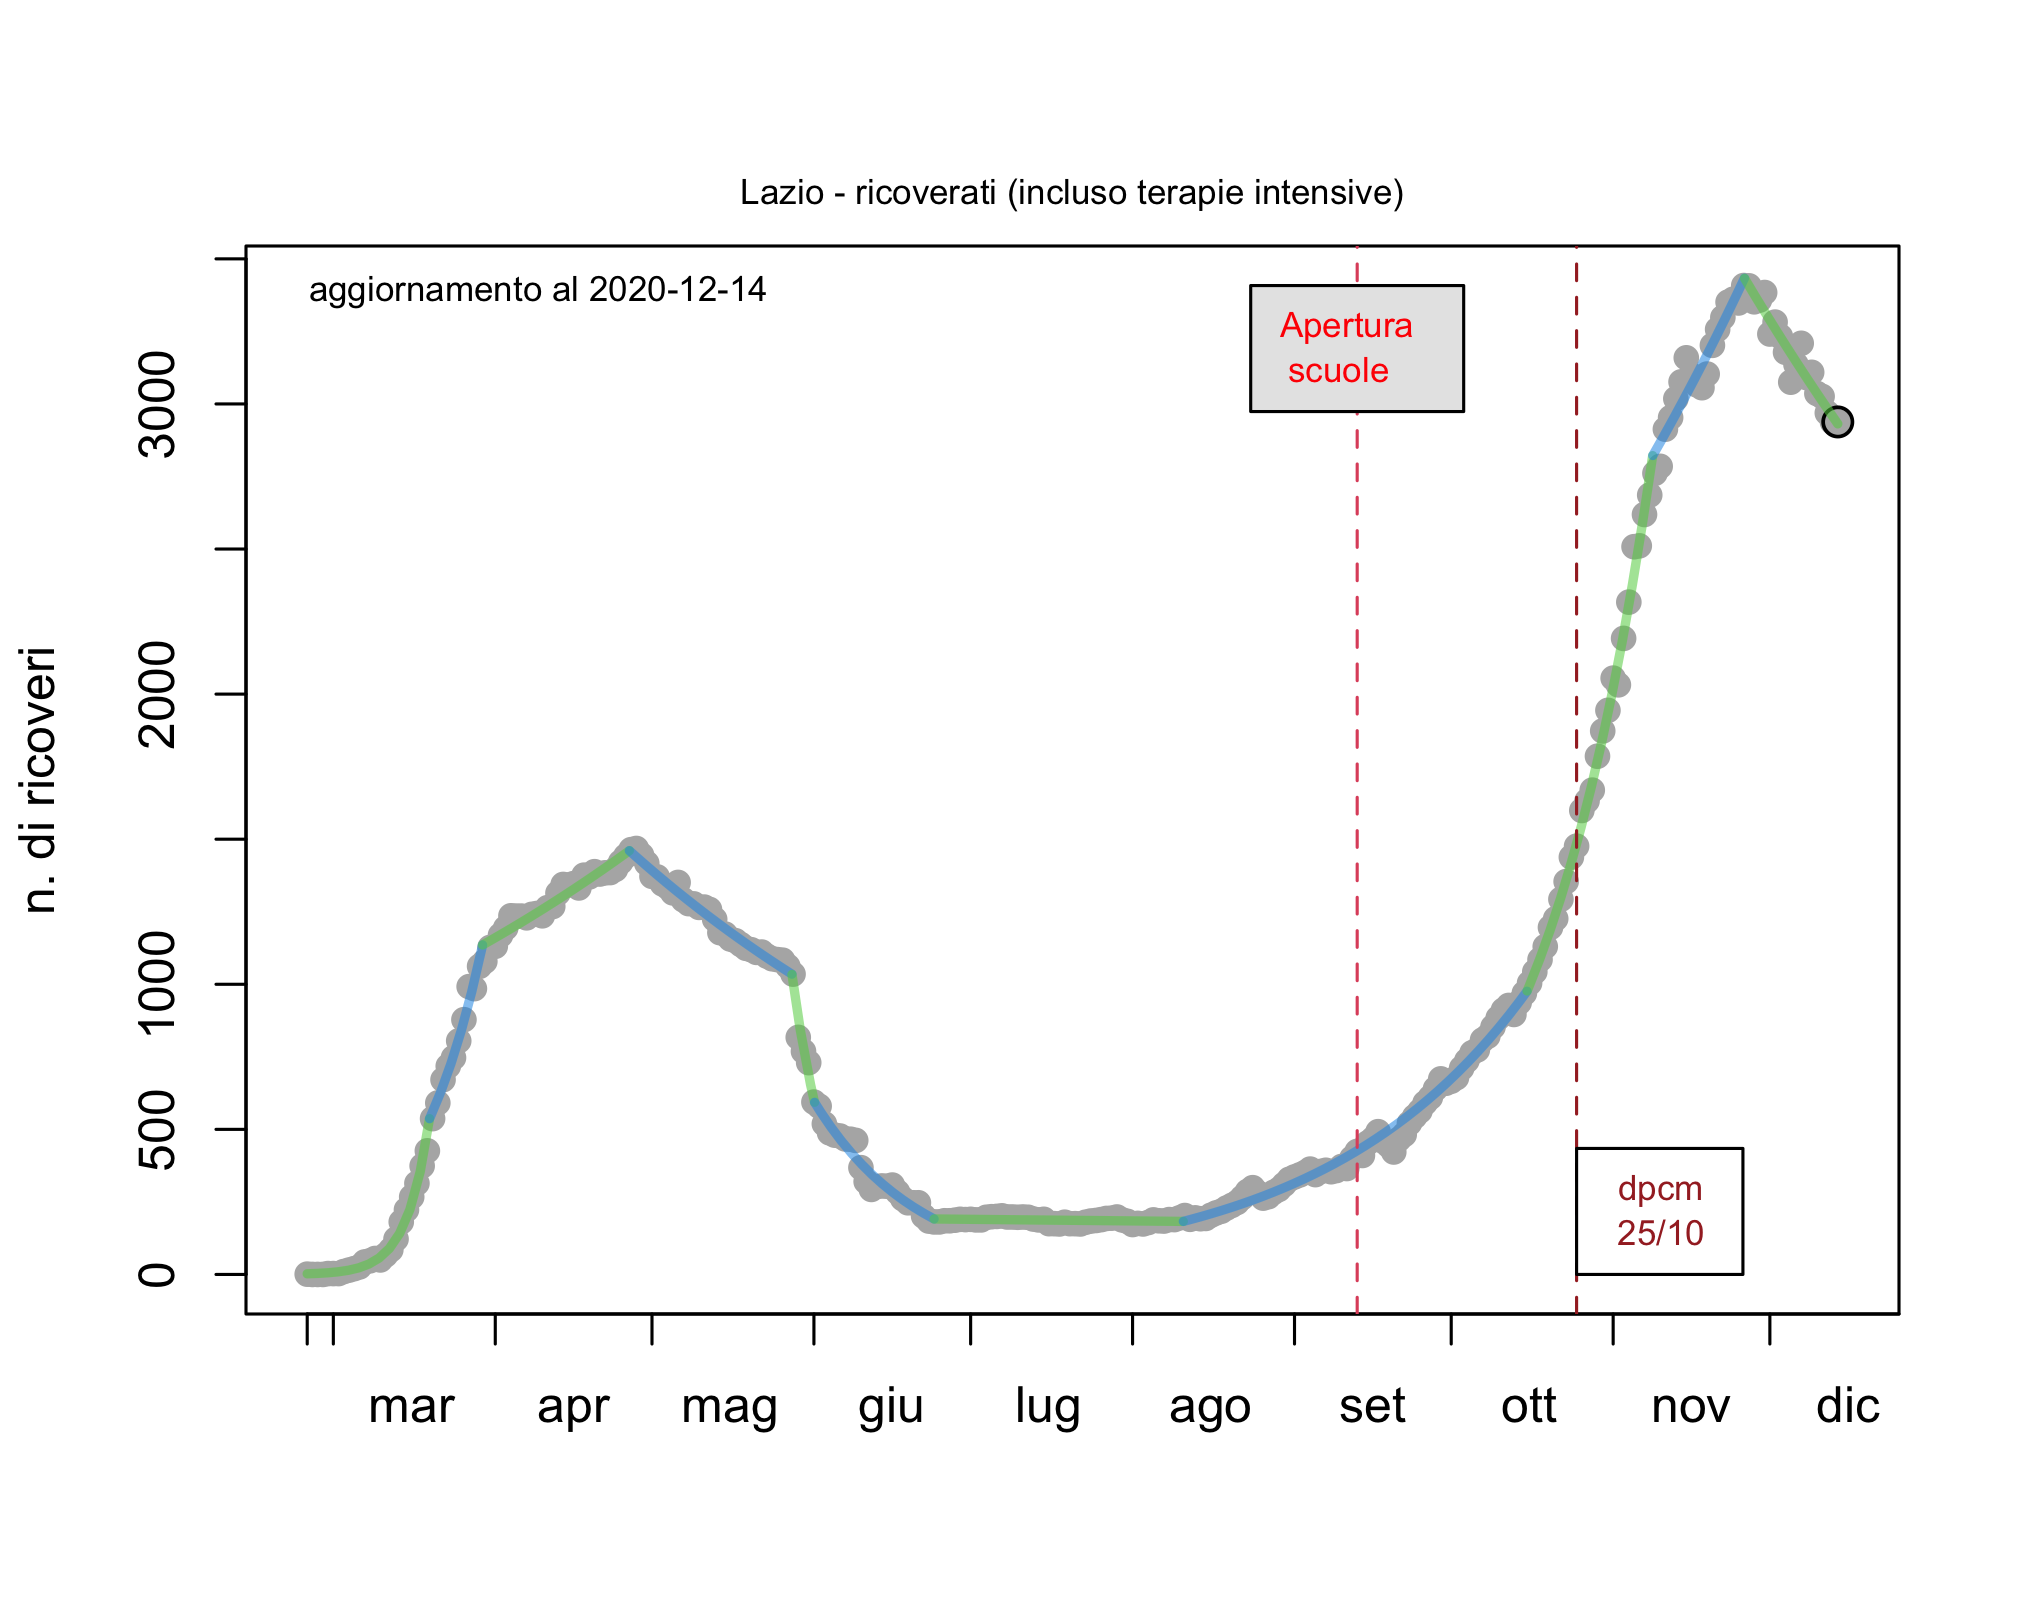 Lazio - ricoverati (incluso terapie intensive)
aggiornamento al 2020-12-14
Apertura
scuole
dpcm
25/10
n. di ricoveri
3000
2000
1000
500
0
mar apr mag giu lug ago set ott nov dic